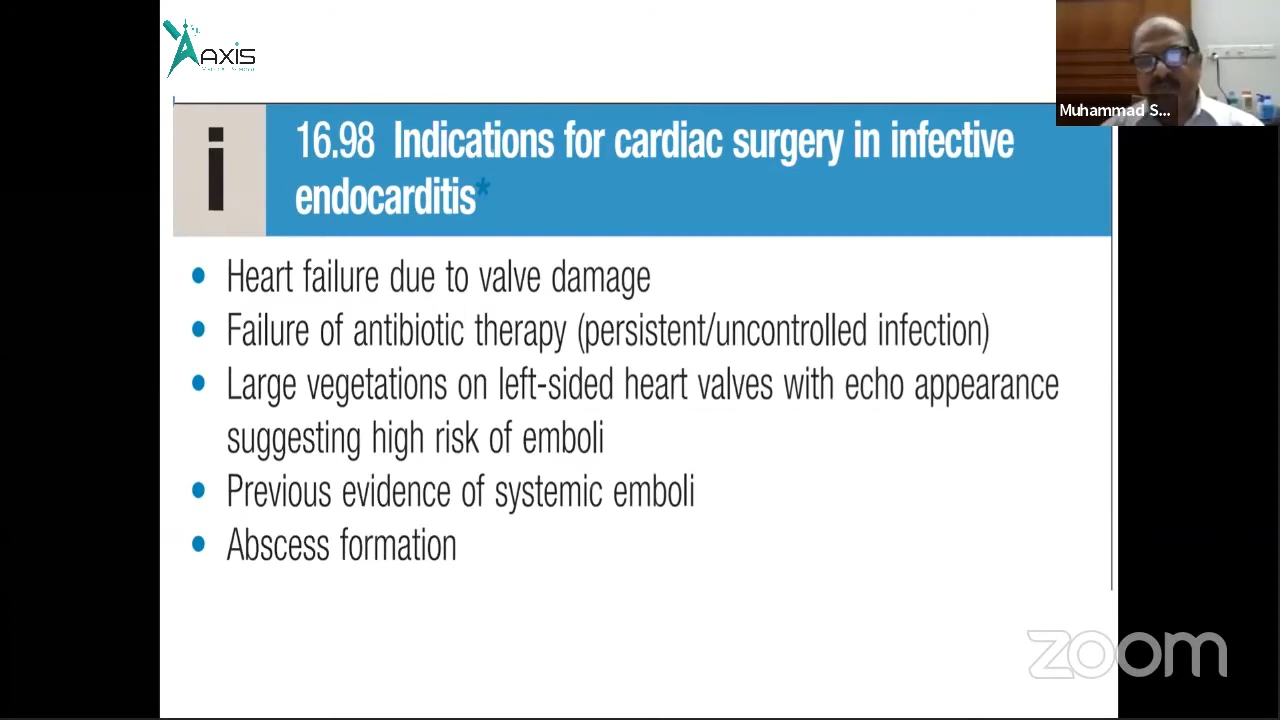 AXIS
Muhammad S...
i
16.98 Indications for cardiac surgery in infective
endocarditis*
• Heart failure due to valve damage
• Failure of antibiotic therapy (persistent/uncontrolled infection)
• Large vegetations on left-sided heart valves with echo appearance
suggesting high risk of emboli
• Previous evidence of systemic emboli
• Abscess formation
zoom